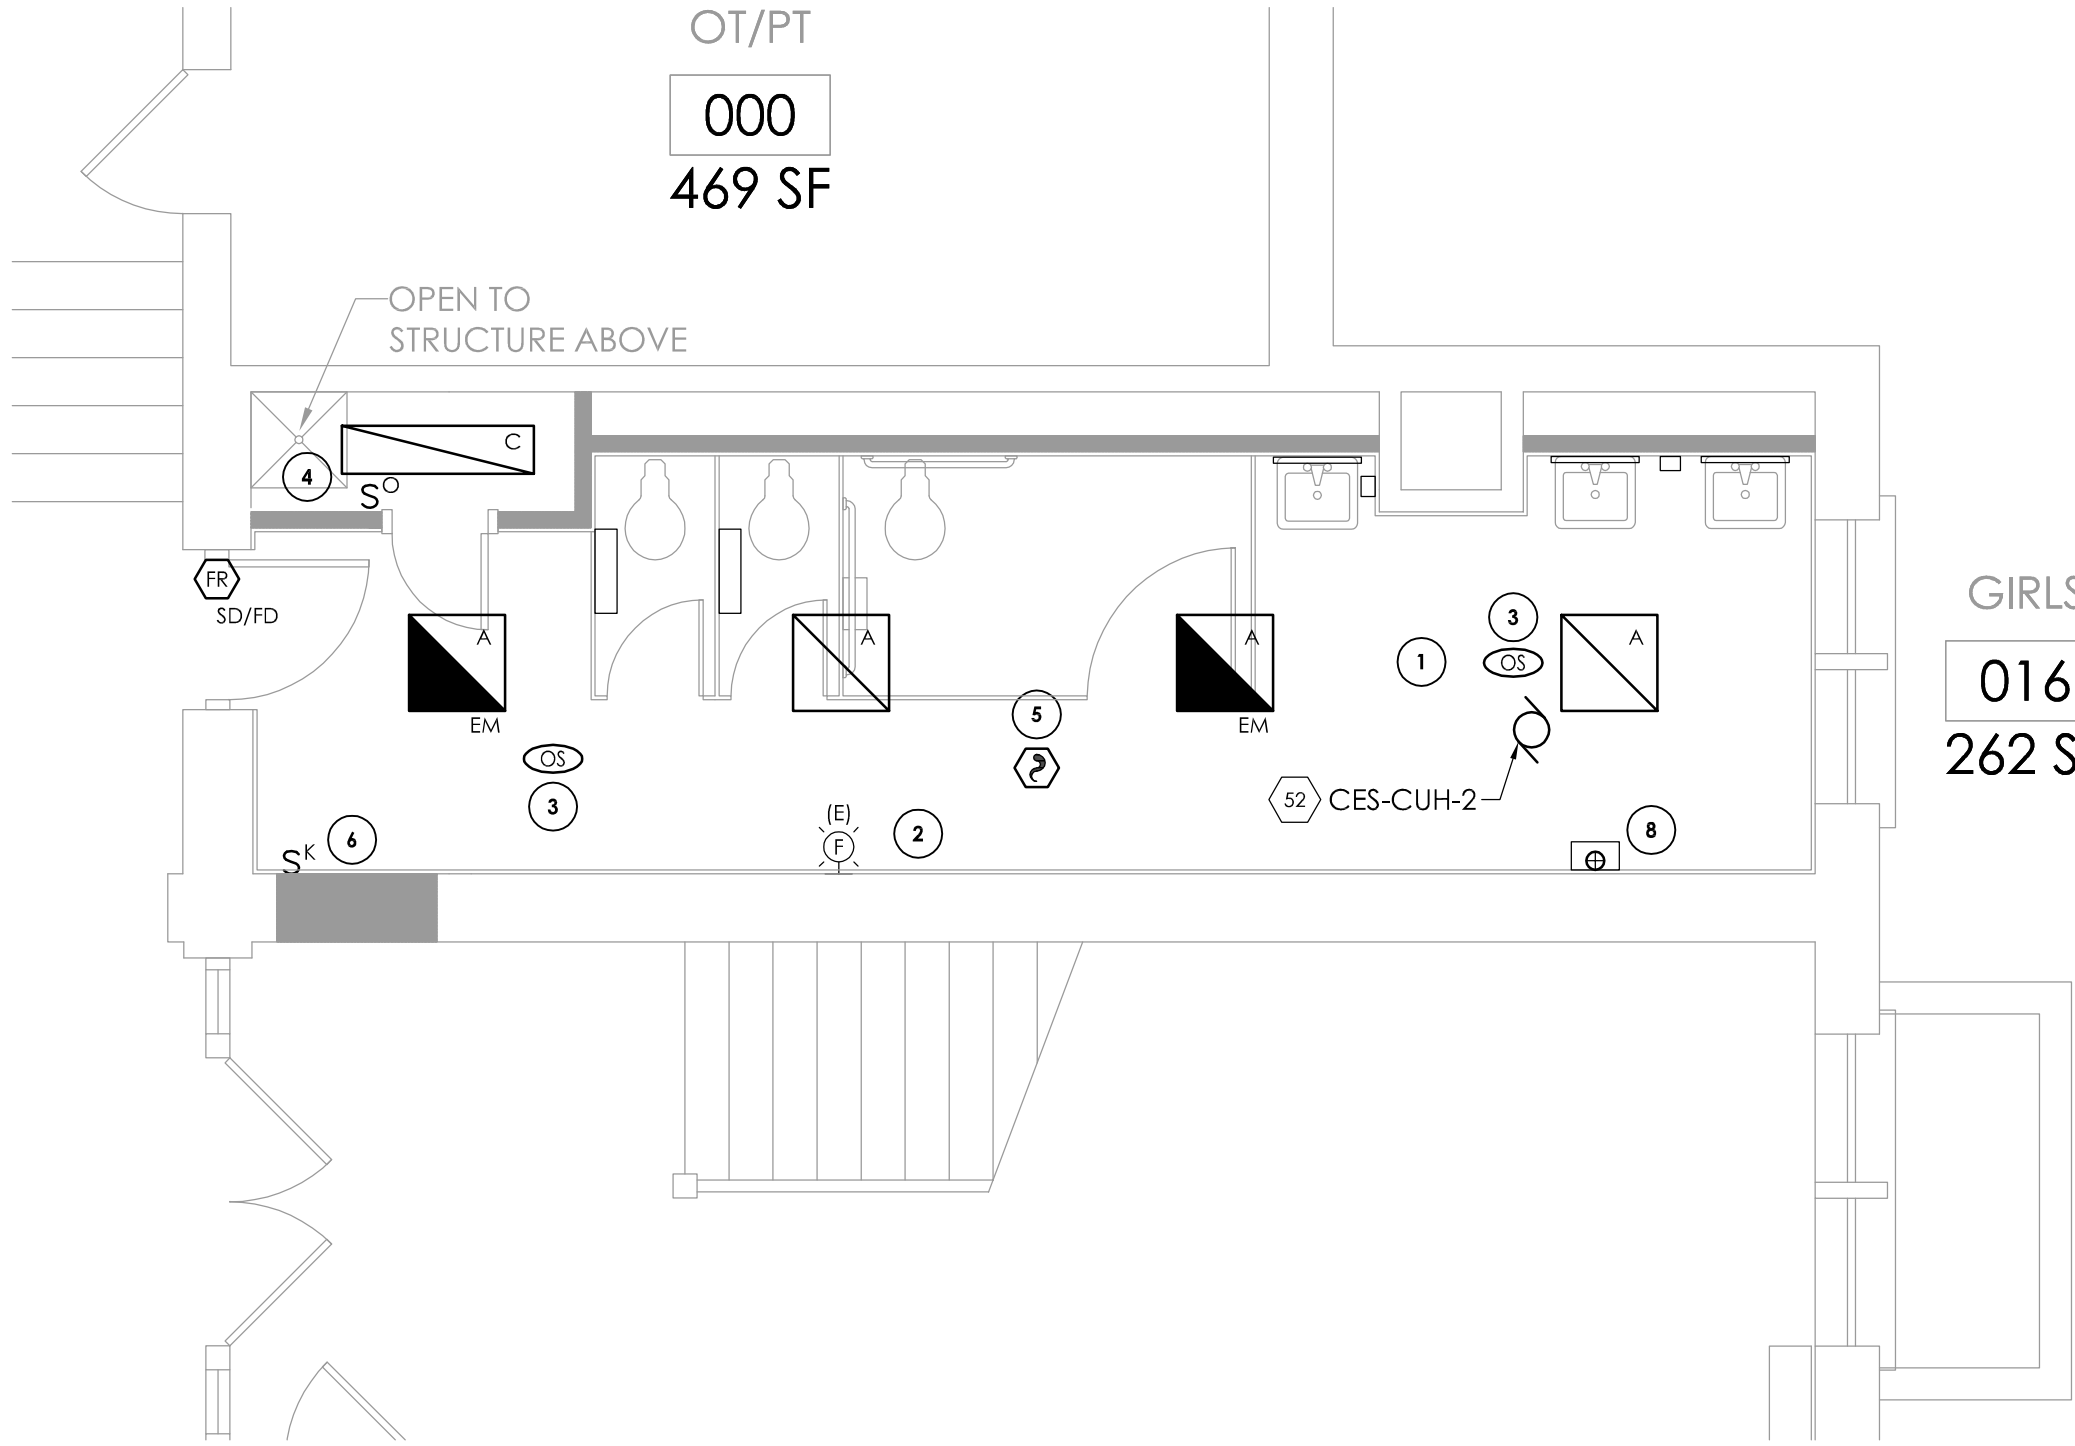 OT/PT
000
469 SF
OPEN TO
STRUCTURE ABOVE
C
4
S O
FR
SD/FD
A
EM
A
A
EM
A
3
OS
1
5
OS
3
52 CES-CUH-2
(E)
F
2
8
6
S K
GIRLS
016
262 S